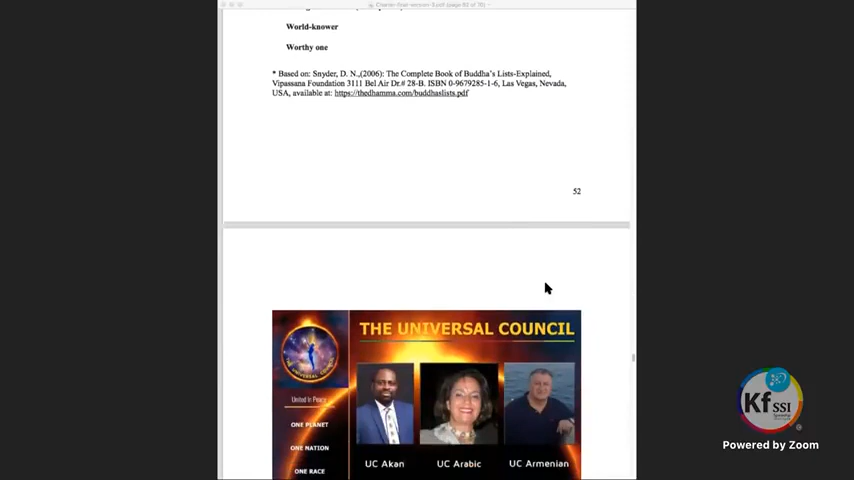 World-knower
Worthy one
* Based on: Snyder, D. N.,(2006): The Complete Book of Buddha's Lists-Explained,
Vipassana Foundation 3111 Bel Air Dr.# 28-B. ISBN 0-9679285-1-6, Las Vegas, Nevada,
USA, available at: https://thedhamma.com/buddhaslists.pdf
52
THE UNIVERSAL COUNCIL
THE UNIVERSAL COUNCIL
United in Peace
ONE PLANET
ONE NATION
ONE RACE
UC Akan
UC Arabic
UC Armenian
Kf SSI
Powered by Zoom